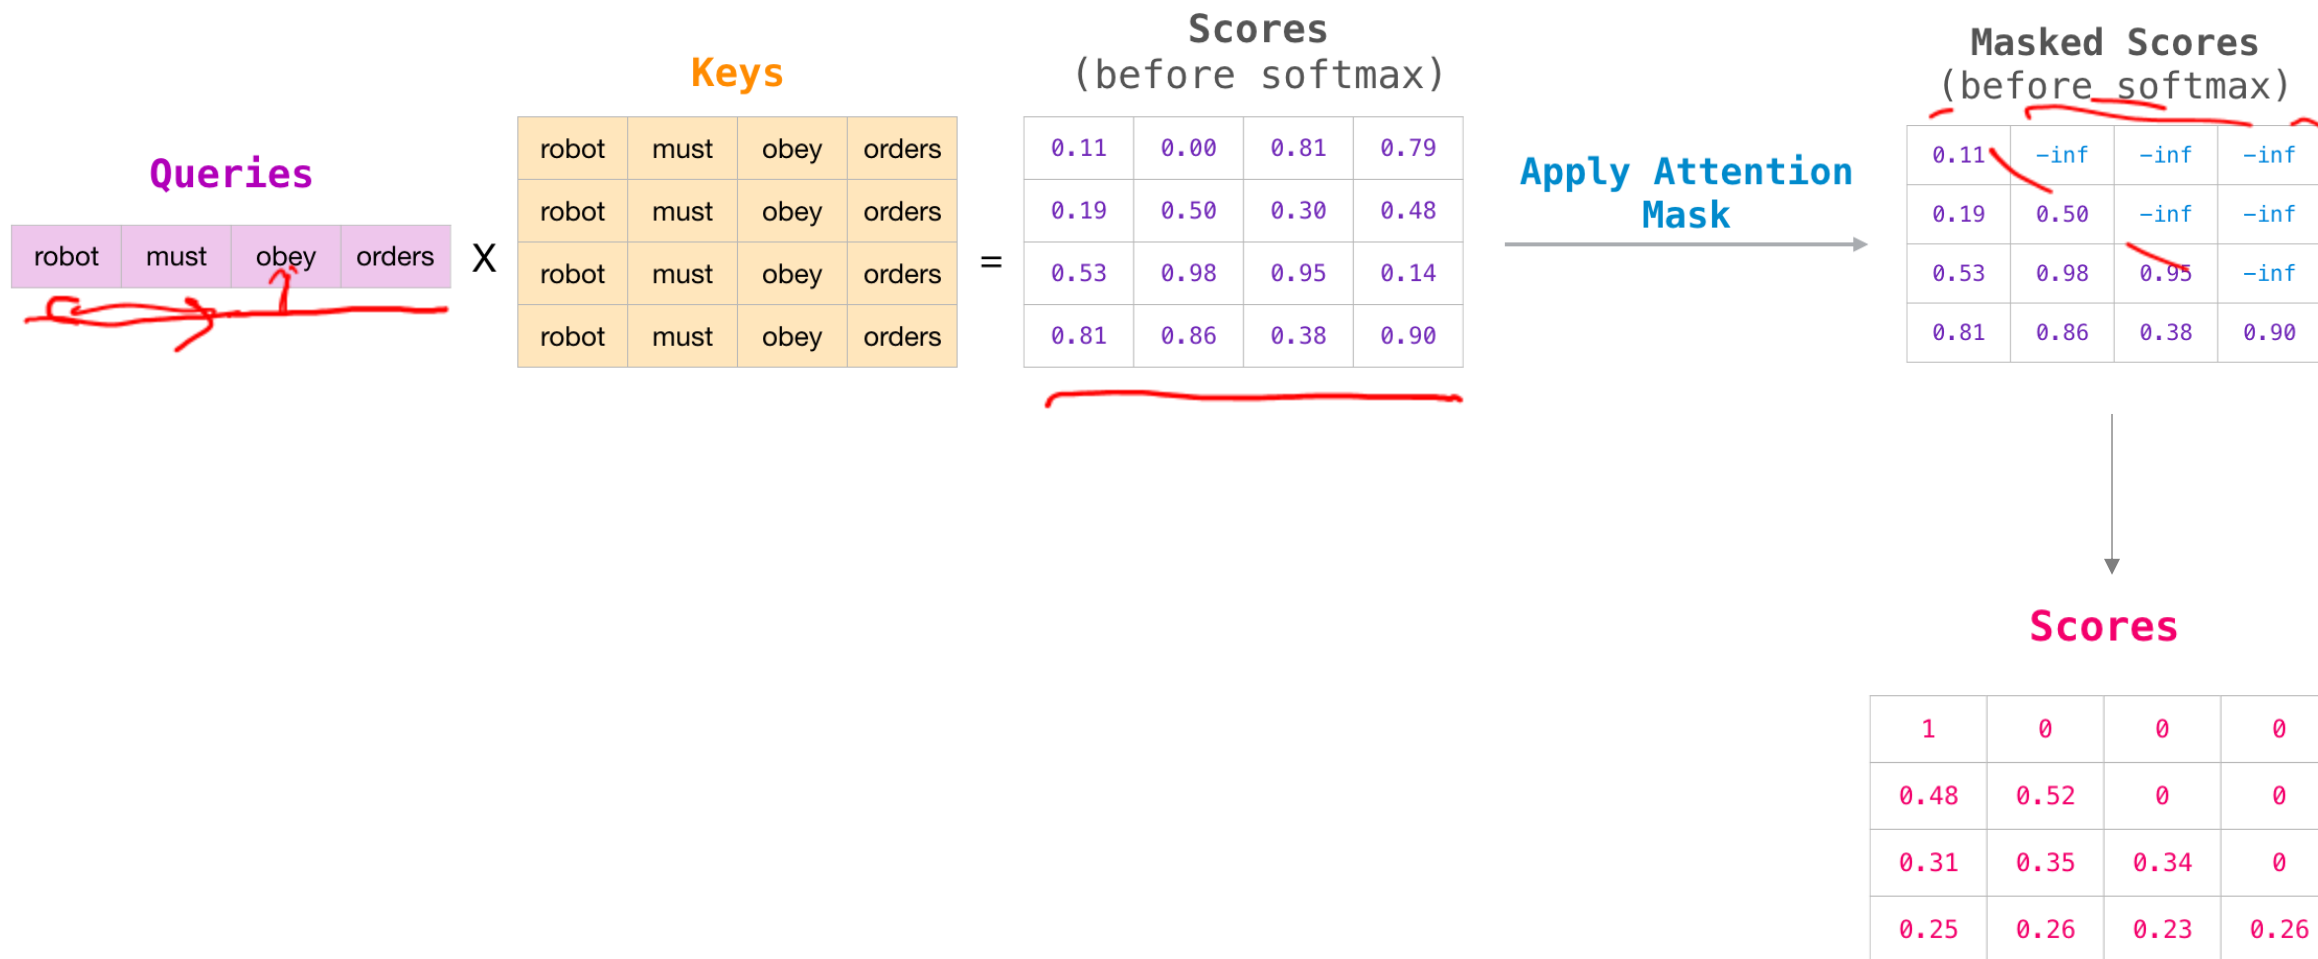 Queries
robot must obey orders
X
Keys
robot must obey orders
robot must obey orders
robot must obey orders
robot must obey orders
=
Scores
(before softmax)
0.11 0.00 0.81 0.79
0.19 0.50 0.30 0.48
0.53 0.98 0.95 0.14
0.81 0.86 0.38 0.90
Apply Attention
Mask
Masked Scores
(before softmax)
0.11 -inf -inf -inf
0.19 0.50 -inf -inf
0.53 0.98 0.95 -inf
0.81 0.86 0.38 0.90
Scores
1 0 0 0
0.48 0.52 0 0
0.31 0.35 0.34 0
0.25 0.26 0.23 0.26